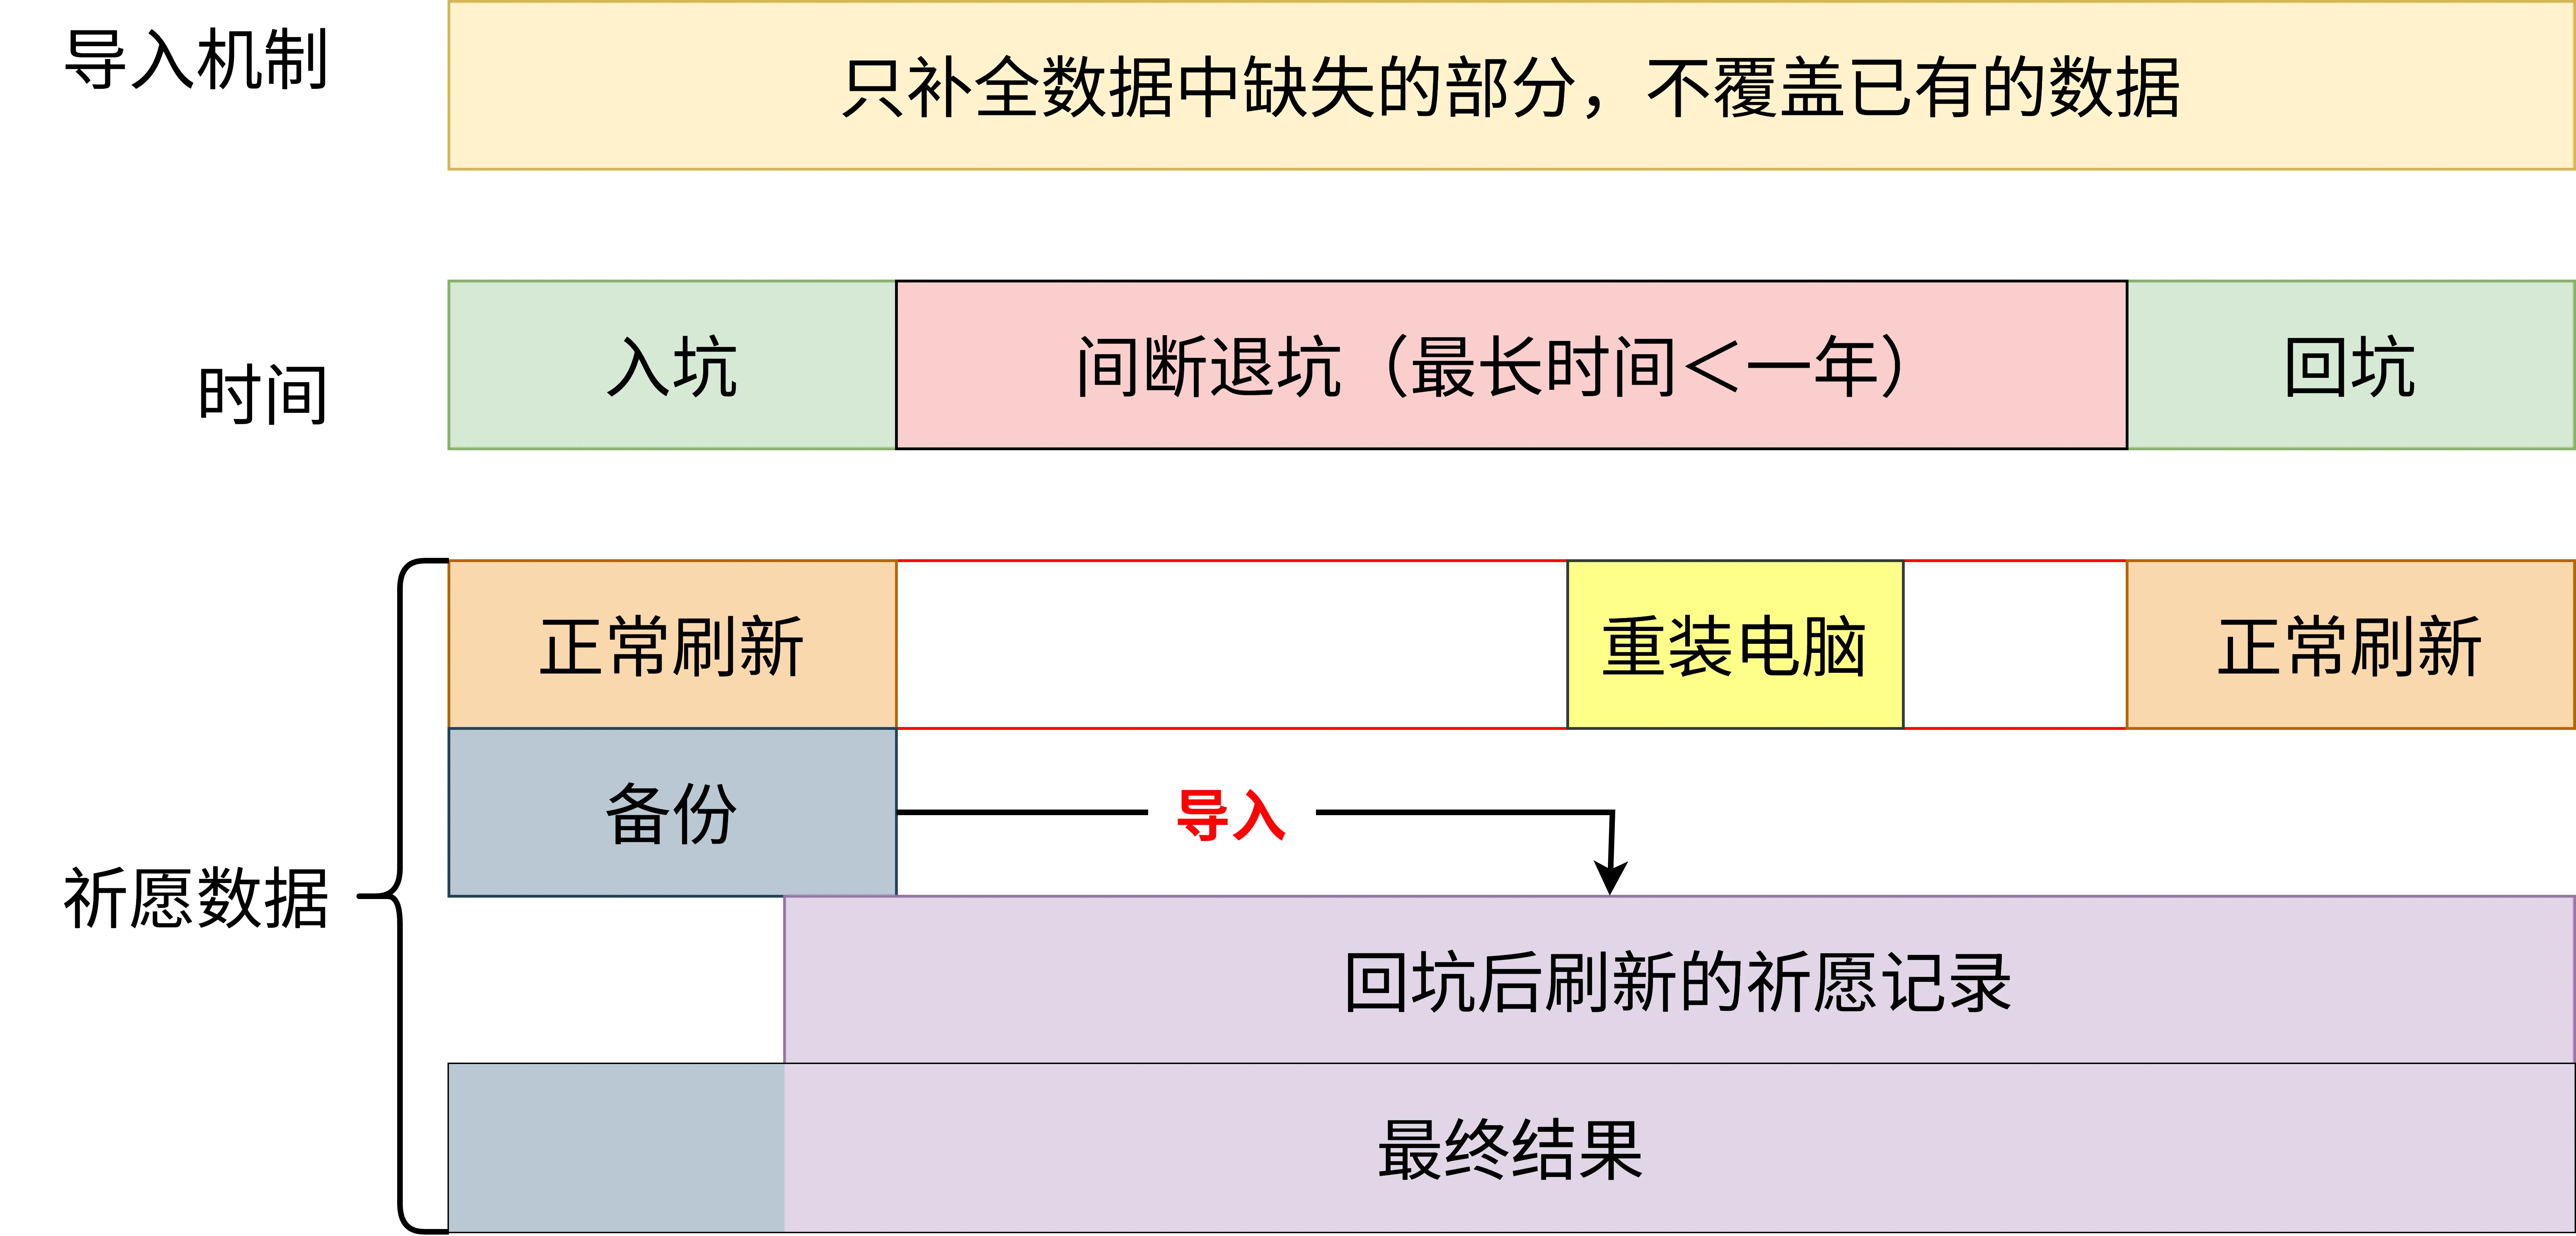 导入机制
只补全数据中缺失的部分，不覆盖已有的数据
时间
入坑
间断退坑（最长时间＜一年）
回坑
祈愿数据
正常刷新
重装电脑
正常刷新
备份
导入
回坑后刷新的祈愿记录
最终结果